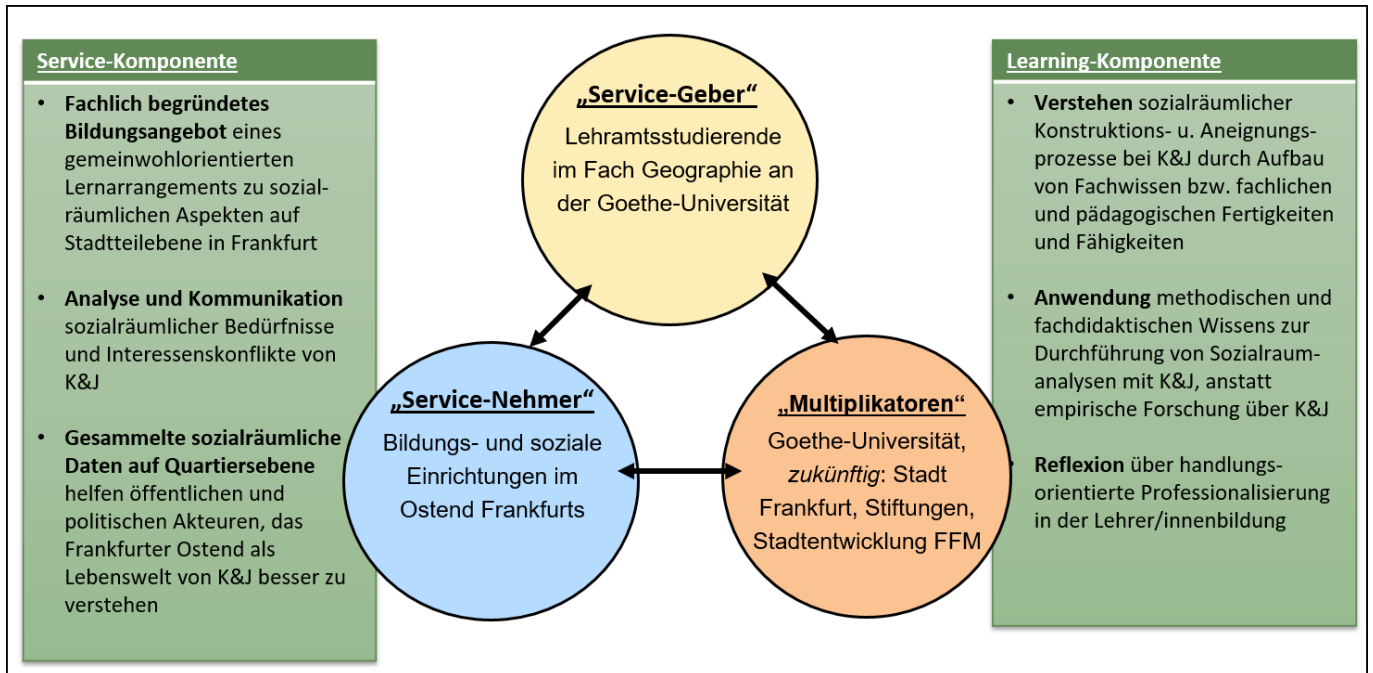 Service-Komponente
• Fachlich begründetes
Bildungsangebot eines
gemeinwohlorientierten
Lernarrangements zu sozial-
räumlichen Aspekten auf
Stadtteilebene in Frankfurt
• Analyse und Kommunikation
sozialräumlicher Bedürfnisse
und Interessenskonflikte von
K&J
• Gesammelte sozialräumliche
Daten auf Quartiersebene
helfen öffentlichen und
politischen Akteuren, das
Frankfurter Ostend als
Lebenswelt von K&J besser zu
verstehen
„Service-Geber“
Lehramtsstudierende
im Fach Geographie an
der Goethe-Universität
„Service-Nehmer“
Bildungs- und soziale
Einrichtungen im
Ostend Frankfurts
„Multiplikatoren“
Goethe-Universität,
zukünftig: Stadt
Frankfurt, Stiftungen,
Stadtentwicklung FFM
Learning-Komponente
• Verstehen sozialräumlicher
Konstruktions- u. Aneignungs-
prozesse bei K&J durch Aufbau
von Fachwissen bzw. fachlichen
und pädagogischen Fertigkeiten
und Fähigkeiten
• Anwendung methodischen und
fachdidaktischen Wissens zur
Durchführung von Sozialraum-
analysen mit K&J, anstatt
empirische Forschung über K&J
• Reflexion über handlungs-
orientierte Professionalisierung
in der Lehrer/innenbildung